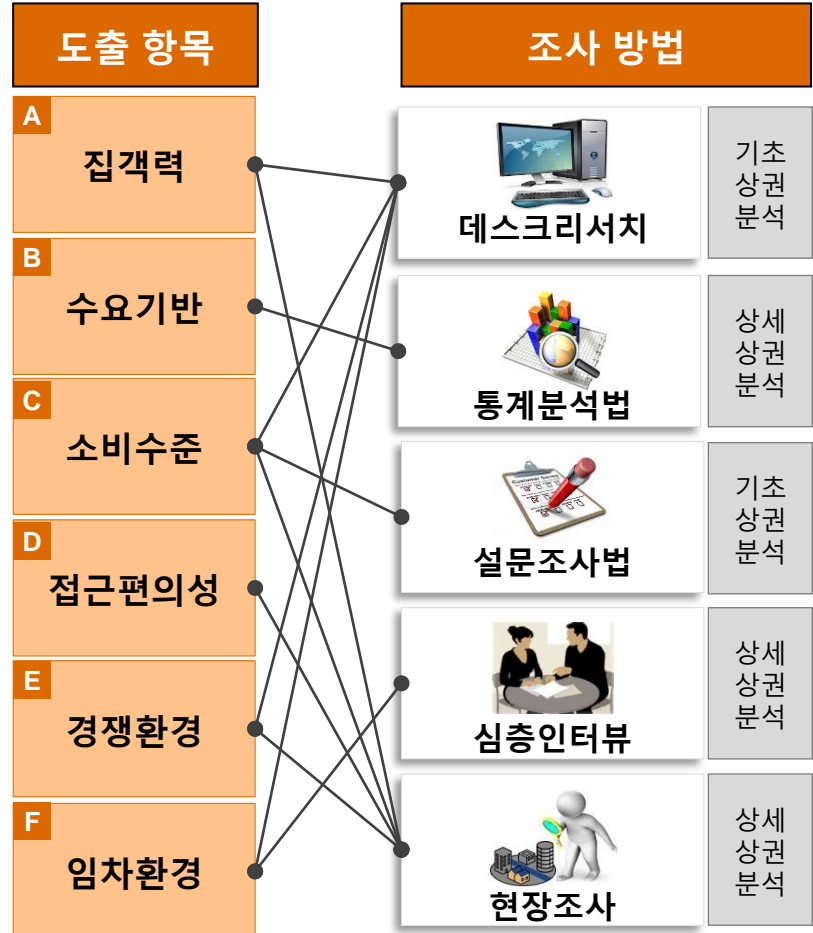 도출 항목
조사 방법
A
집객력
B
수요기반
C
소비수준
D
접근편의성
E
경쟁환경
F
임차환경
데스크리서치
기초
상권
분석
통계분석법
상세
상권
분석
Customer Survey
설문조사법
기초
상권
분석
심층인터뷰
상세
상권
분석
현장조사
상세
상권
분석